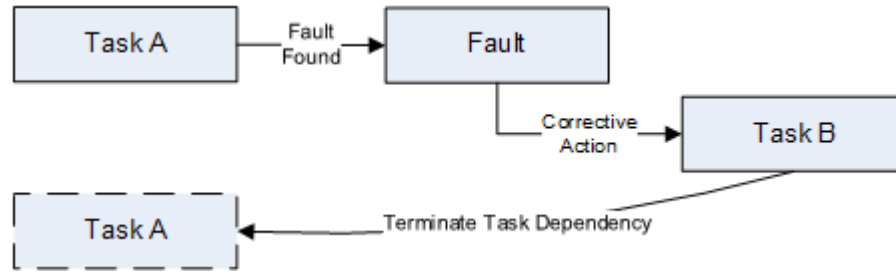 Task A
Fault
Found
Fault
Corrective
Action
Task B
Terminate Task Dependency
Task A